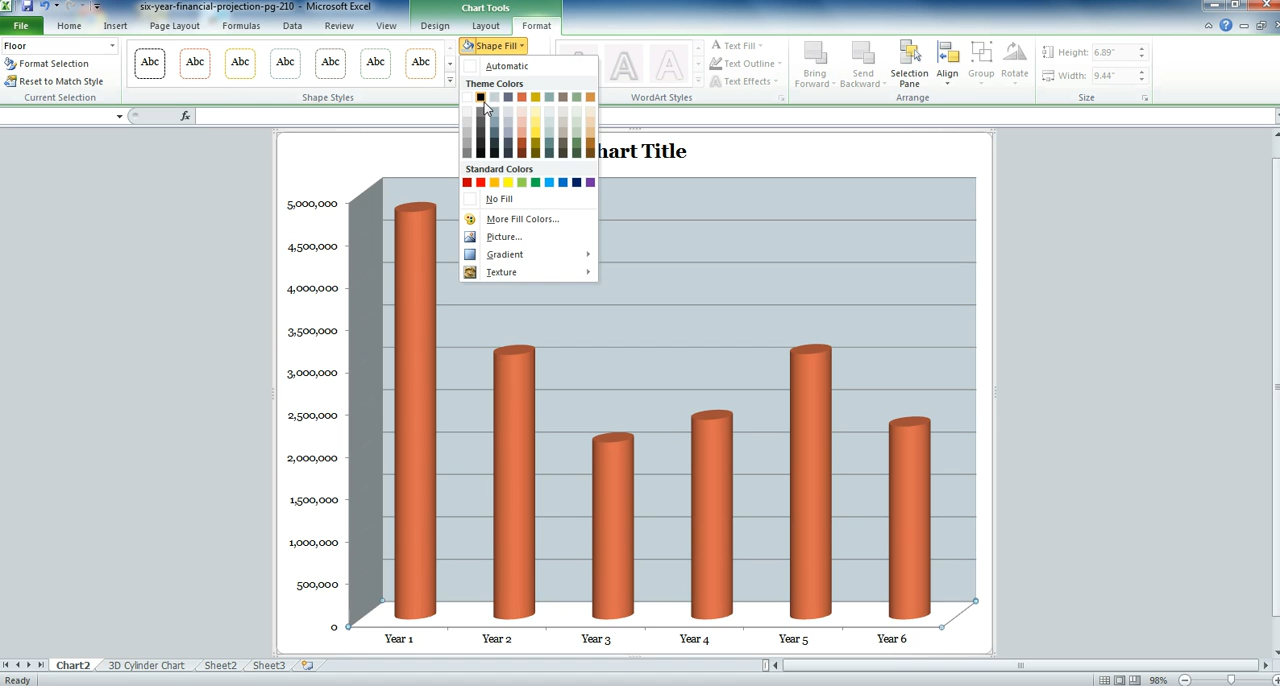 six-year-financial-projection-pg-210 - Microsoft Excel
Chart Tools
File Home Insert Page Layout Formulas Data Review View Design Layout Format
Floor
Format Selection
Reset to Match Style
Current Selection
Abc Abc Abc Abc Abc Abc Abc
Shape Styles
Shape Fill
Automatic
Theme Colors
Standard Colors
No Fill
More Fill Colors...
Picture...
Gradient
Texture
A A
WordArt Styles
Text Fill
Text Outline
Text Effects
Bring Forward
Send Backward
Selection Pane
Align
Group
Rotate
Arrange
Height: 6.89"
Width: 9.44"
Size
fx
hart Title
5,000,000
4,500,000
4,000,000
3,500,000
3,000,000
2,500,000
2,000,000
1,500,000
1,000,000
500,000
0
Year 1 Year 2 Year 3 Year 4 Year 5 Year 6
Chart2 3D Cylinder Chart Sheet2 Sheet3
Ready
98%